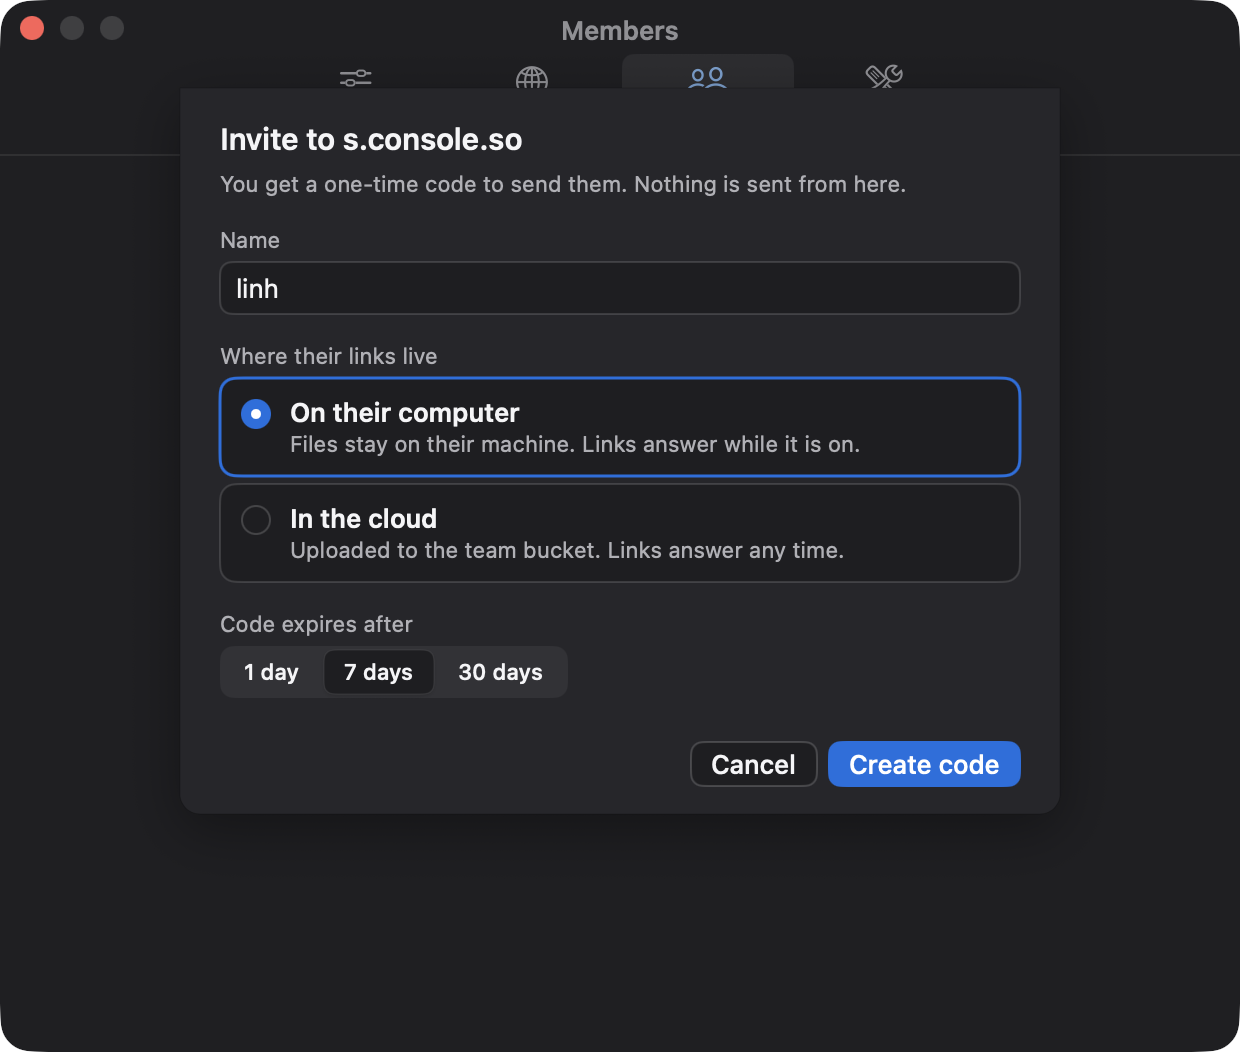 Members
Invite to s.console.so
You get a one-time code to send them. Nothing is sent from here.
Name
linh
Where their links live
On their computer
Files stay on their machine. Links answer while it is on.
In the cloud
Uploaded to the team bucket. Links answer any time.
Code expires after
1 day 7 days 30 days
Cancel Create code